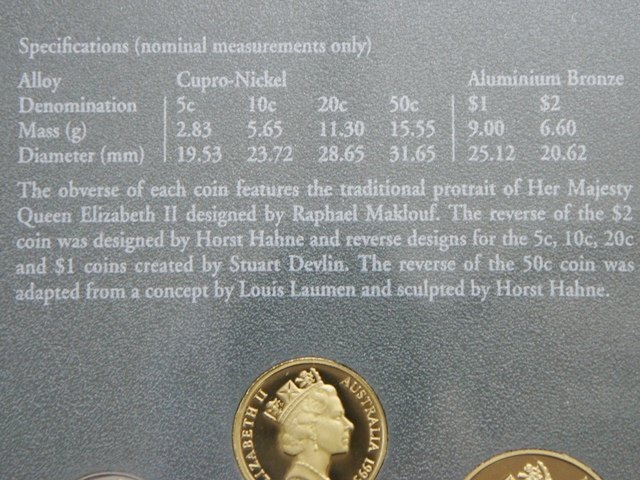 Specifications (nominal measurements only)
Alloy Cupro-Nickel Aluminium Bronze
Denomination 5c 10c 20c 50c $1 $2
Mass (g) 2.83 5.65 11.30 15.55 9.00 6.60
Diameter (mm) 19.53 23.72 28.65 31.65 25.12 20.62
The obverse of each coin features the traditional protrait of Her Majesty
Queen Elizabeth II designed by Raphael Maklouf. The reverse of the $2
coin was designed by Horst Hahne and reverse designs for the 5c, 10c, 20c
and $1 coins created by Stuart Devlin. The reverse of the 50c coin was
adapted from a concept by Louis Laumen and sculpted by Horst Hahne.
IZABETH II AUSTRALIA 199